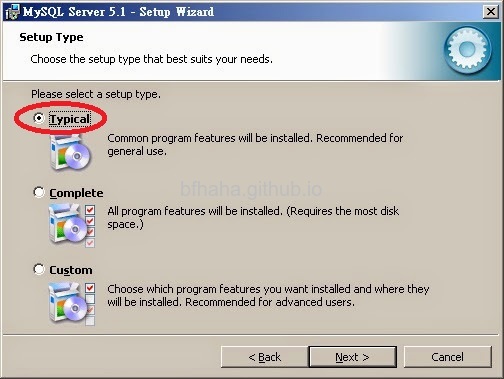 MySQL Server 5.1 - Setup Wizard
Setup Type
Choose the setup type that best suits your needs.
Please select a setup type.
Typical
Common program features will be installed. Recommended for
general use.
bfhaha.github.io
Complete
All program features will be installed. (Requires the most disk
space.)
Custom
Choose which program features you want installed and where they
will be installed. Recommended for advanced users.
< Back
Next >
Cancel